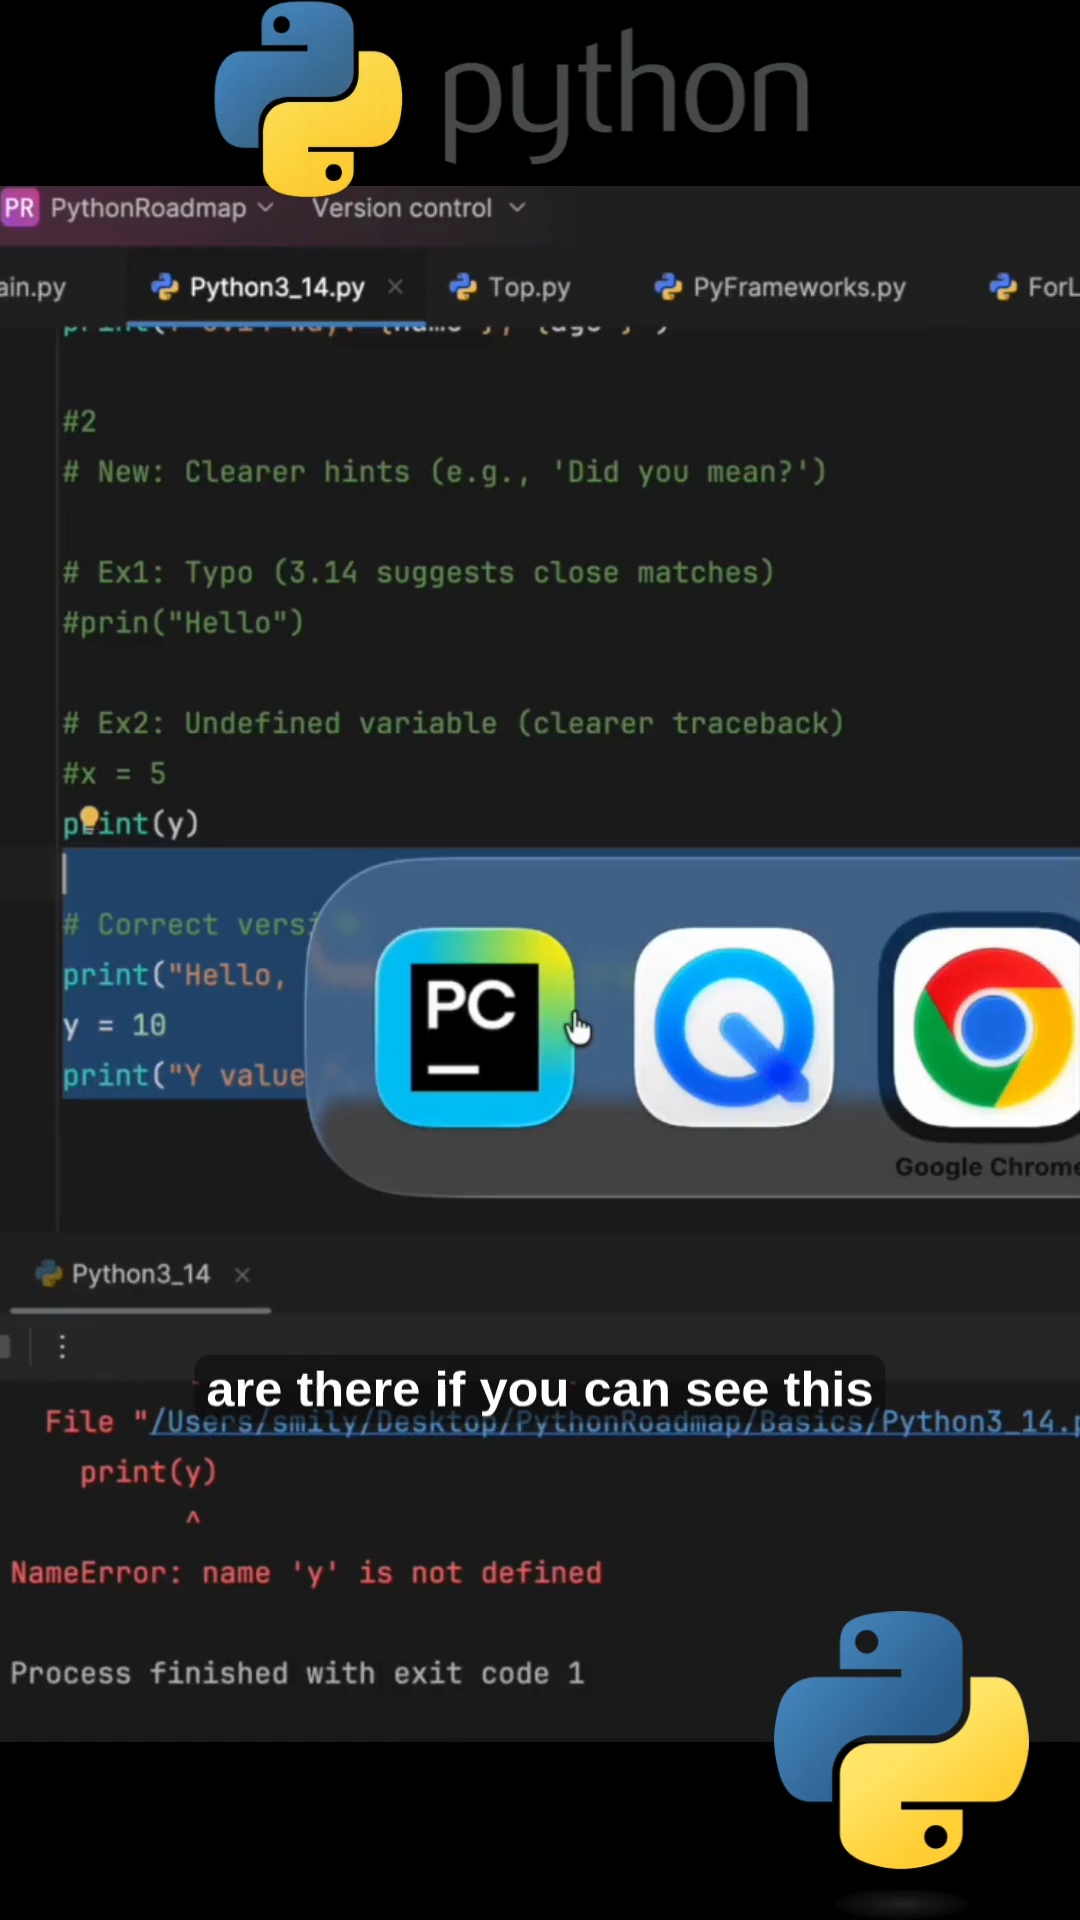 python
PR PythonRoadmap Version control
ain.py Python3_14.py Top.py PyFrameworks.py ForL
#2
# New: Clearer hints (e.g., 'Did you mean?')
# Ex1: Typo (3.14 suggests close matches)
#prin("Hello")
# Ex2: Undefined variable (clearer traceback)
#x = 5
print(y)
# Correct versi
print("Hello,
y = 10
print("Y value
PC
Google Chrome
Python3_14
are there if you can see this
File "/Users/smily/Desktop/PythonRoadmap/Basics/Python3_14.p
print(y)
^
NameError: name 'y' is not defined
Process finished with exit code 1